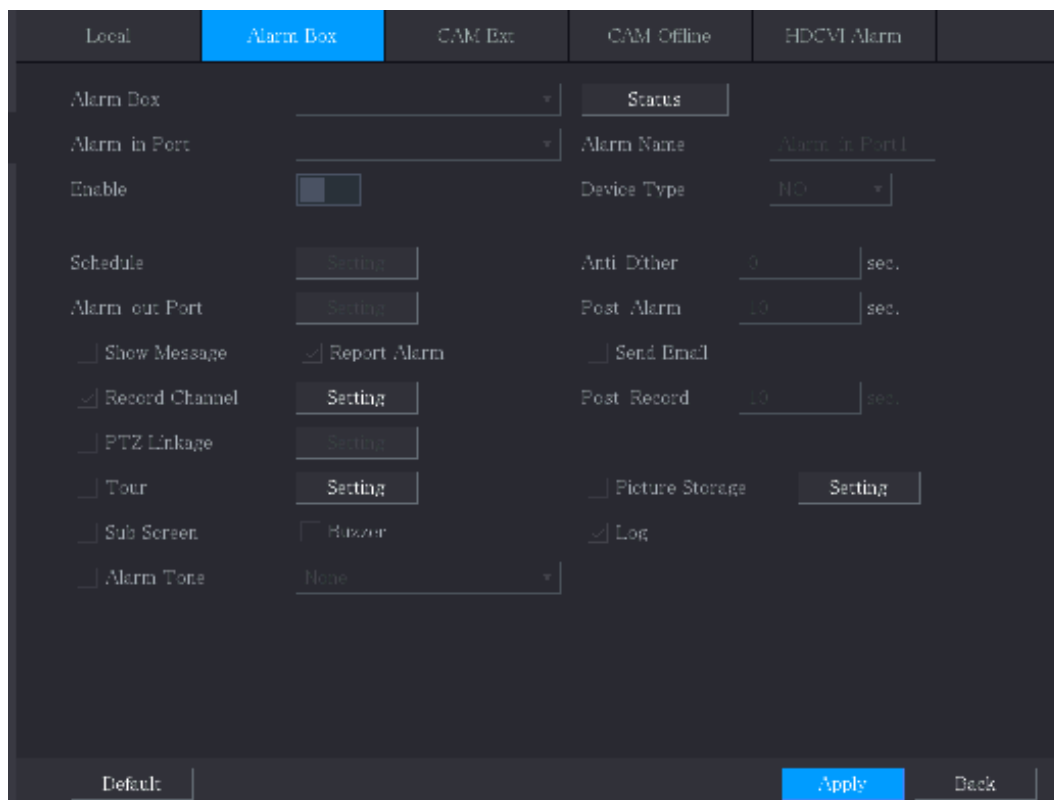 Local Alarm Box CAM Ext CAM Offline HDCVI Alarm
Alarm Box Status
Alarm in Port Alarm Name Alarm in Port1
Enable Device Type NO
Schedule Setting Anti Dither 0 sec.
Alarm out Port Setting Post Alarm 10 sec.
Show Message Report Alarm Send Email
Record Channel Setting Post Record 10 sec.
PTZ Linkage Setting
Tour Setting Picture Storage Setting
Sub Screen Buzzer Log
Alarm Tone None
Default Apply Back